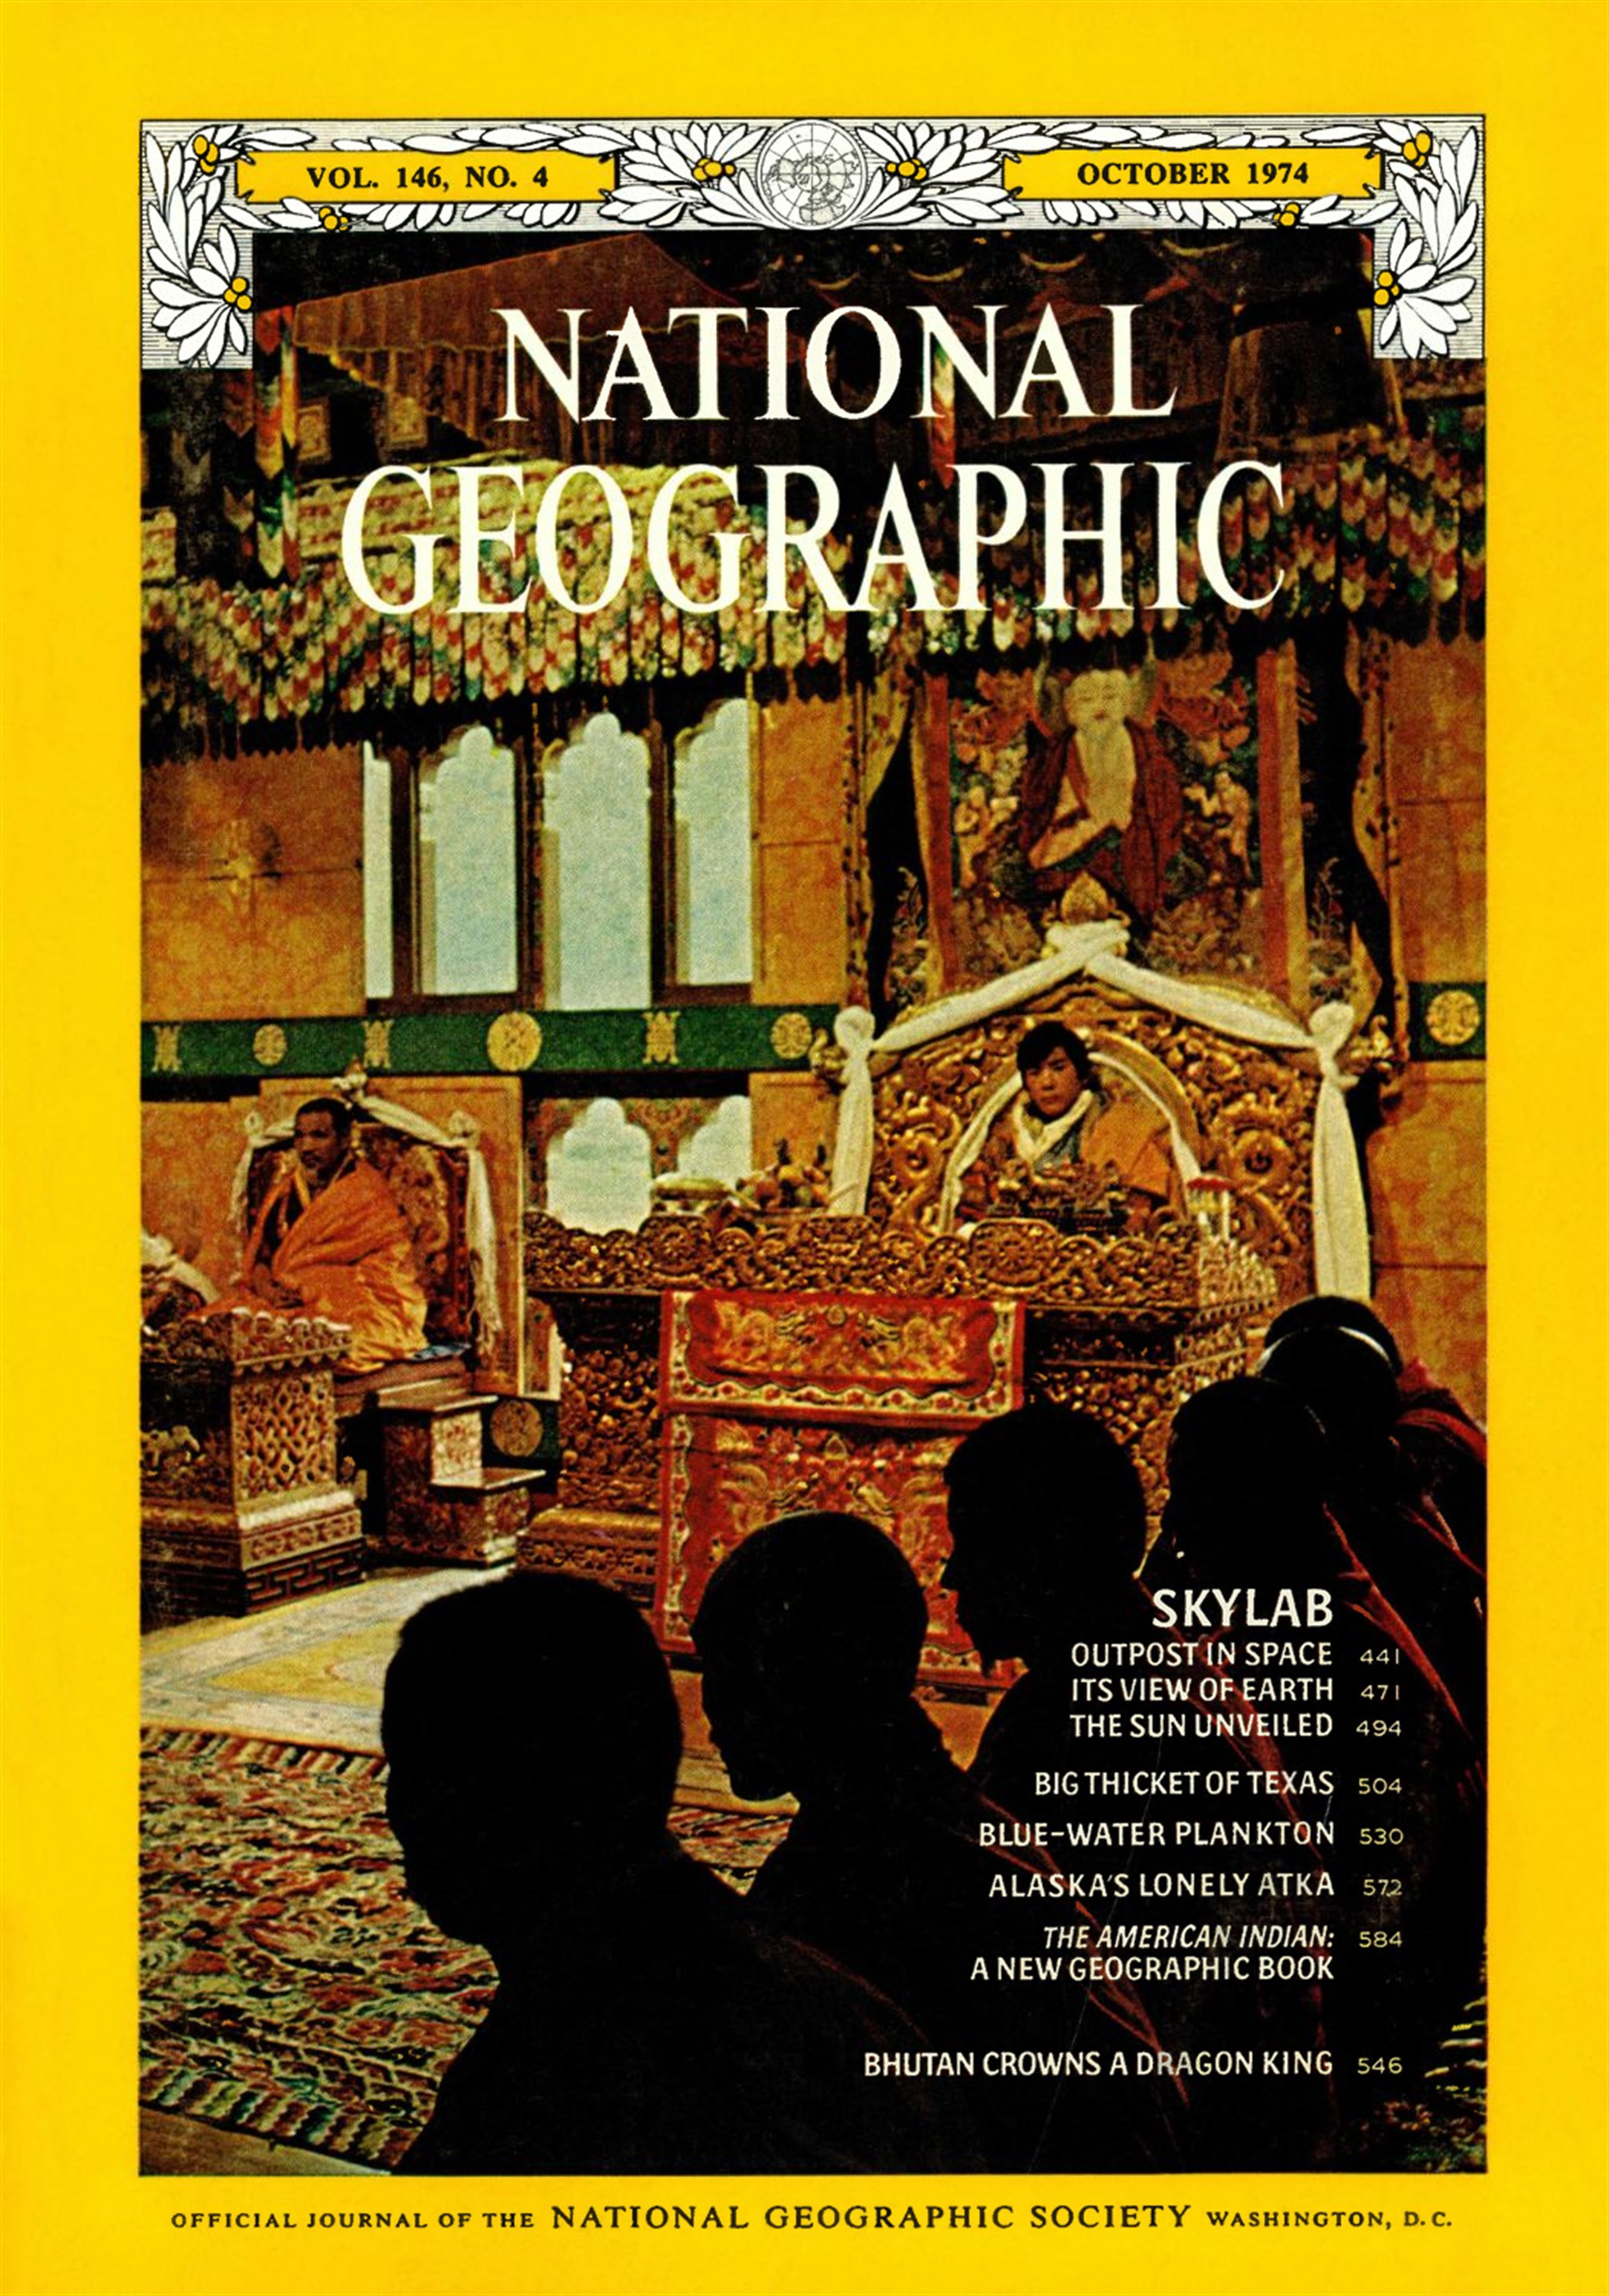 VOL. 146, NO. 4
OCTOBER 1974
NATIONAL
GEOGRAPHIC
SKYLAB
OUTPOST IN SPACE 441
ITS VIEW OF EARTH 471
THE SUN UNVEILED 494
BIG THICKET OF TEXAS 504
BLUE-WATER PLANKTON 530
ALASKA'S LONELY ATKA 572
THE AMERICAN INDIAN: 584
A NEW GEOGRAPHIC BOOK
BHUTAN CROWNS A DRAGON KING 546
OFFICIAL JOURNAL OF THE NATIONAL GEOGRAPHIC SOCIETY WASHINGTON, D.C.